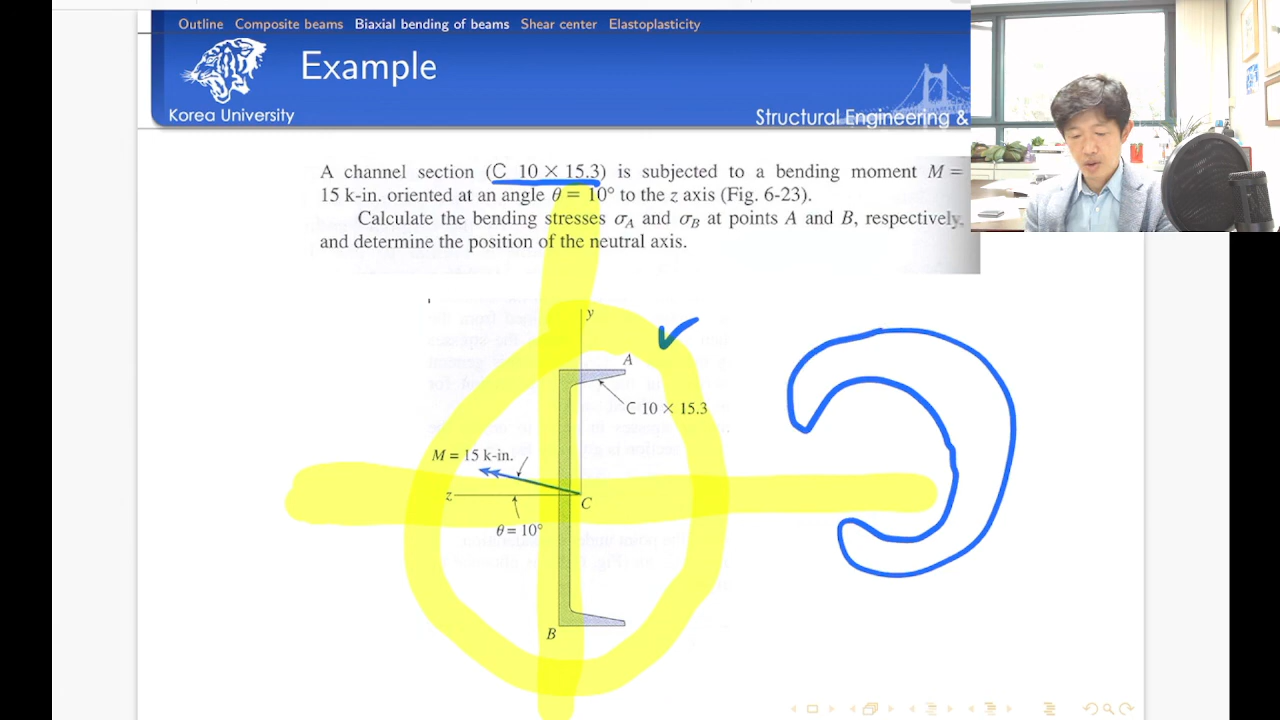 Outline Composite beams Biaxial bending of beams Shear center Elastoplasticity
Example
Korea University
Structural Engineering &
A channel section (C 10 × 15.3) is subjected to a bending moment M =
15 k-in. oriented at an angle θ = 10° to the z axis (Fig. 6-23).
Calculate the bending stresses σA and σB at points A and B, respectively,
and determine the position of the neutral axis.
y
A
C 10 × 15.3
M = 15 k-in.
z
C
θ = 10°
B